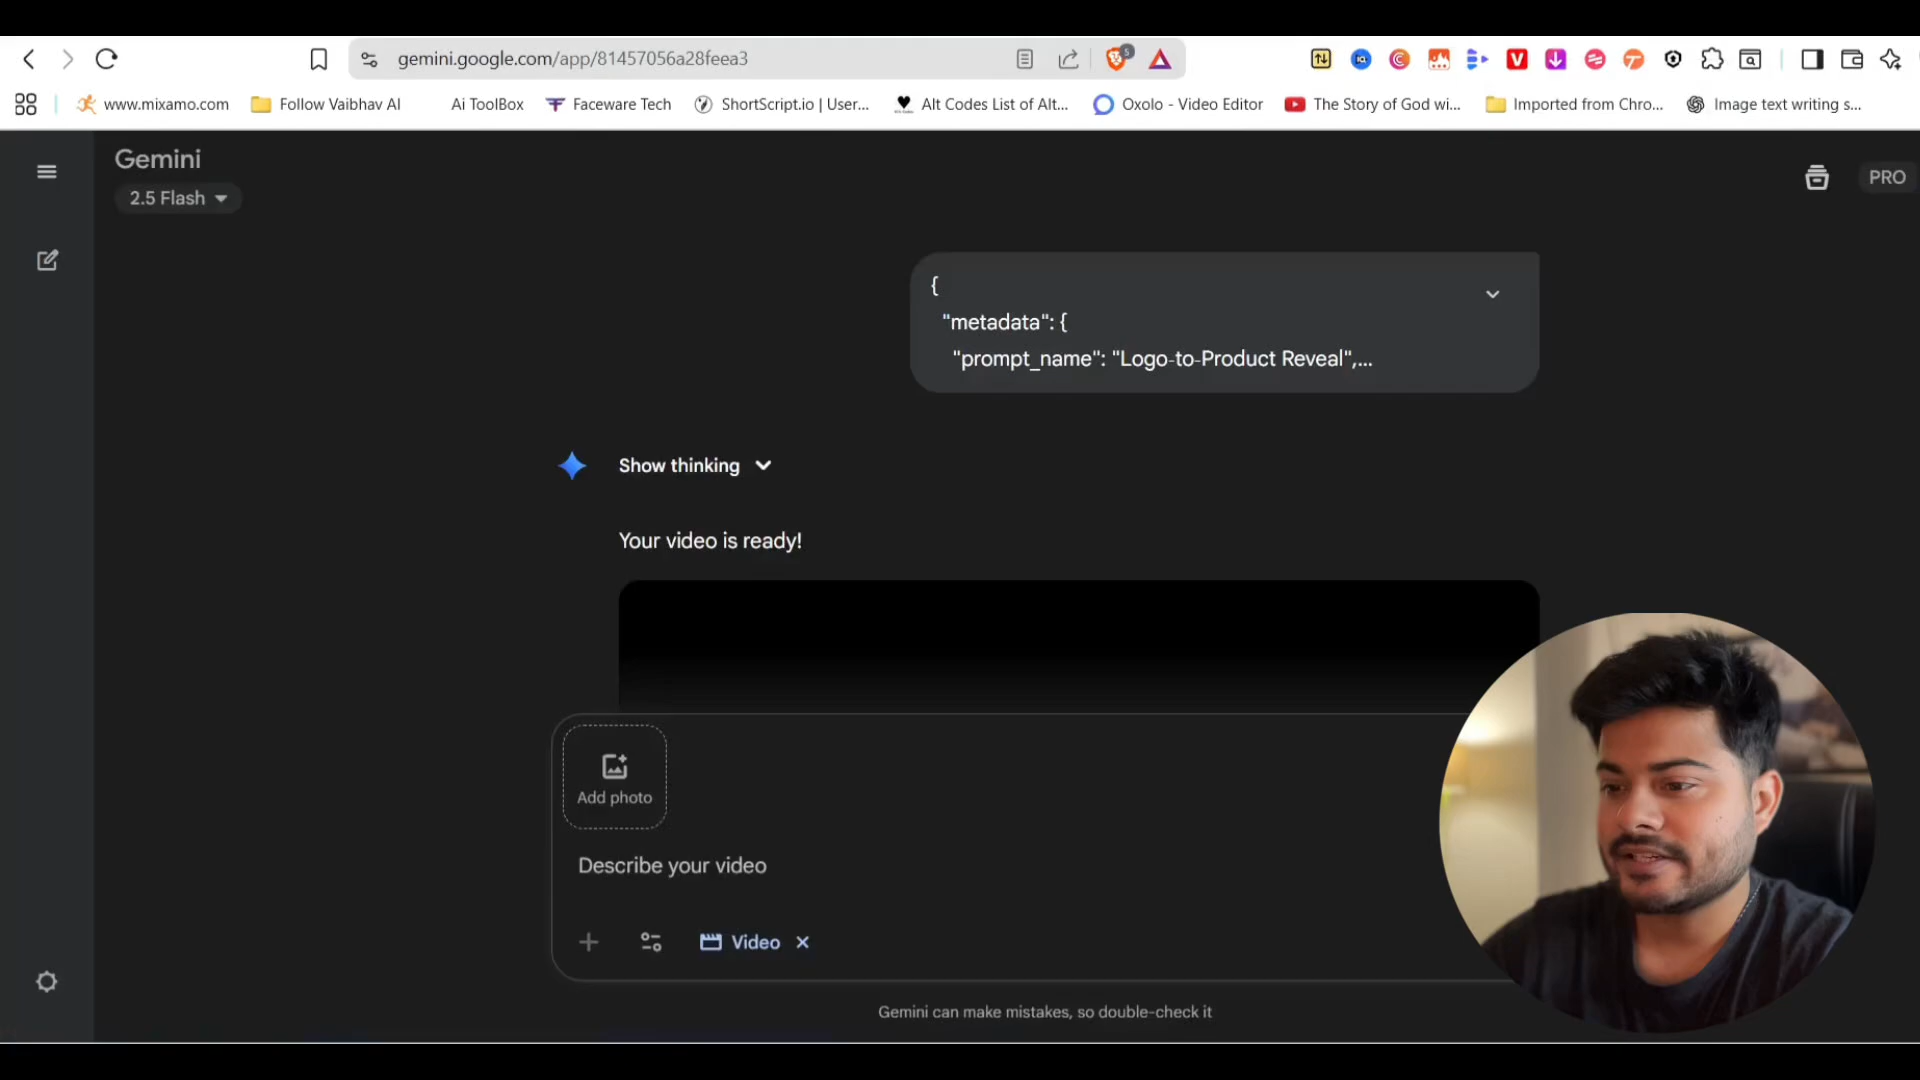 gemini.google.com/app/81457056a28feea3
5
www.mixamo.com
Follow Vaibhav AI
Ai ToolBox
Faceware Tech
ShortScript.io | User...
Alt Codes List of Alt...
Oxolo - Video Editor
The Story of God wi...
Imported from Chro...
Image text writing s...
Gemini
2.5 Flash
PRO
{
"metadata": {
"prompt_name": "Logo-to-Product Reveal",...
Show thinking
Your video is ready!
Add photo
Describe your video
Video
Gemini can make mistakes, so double-check it